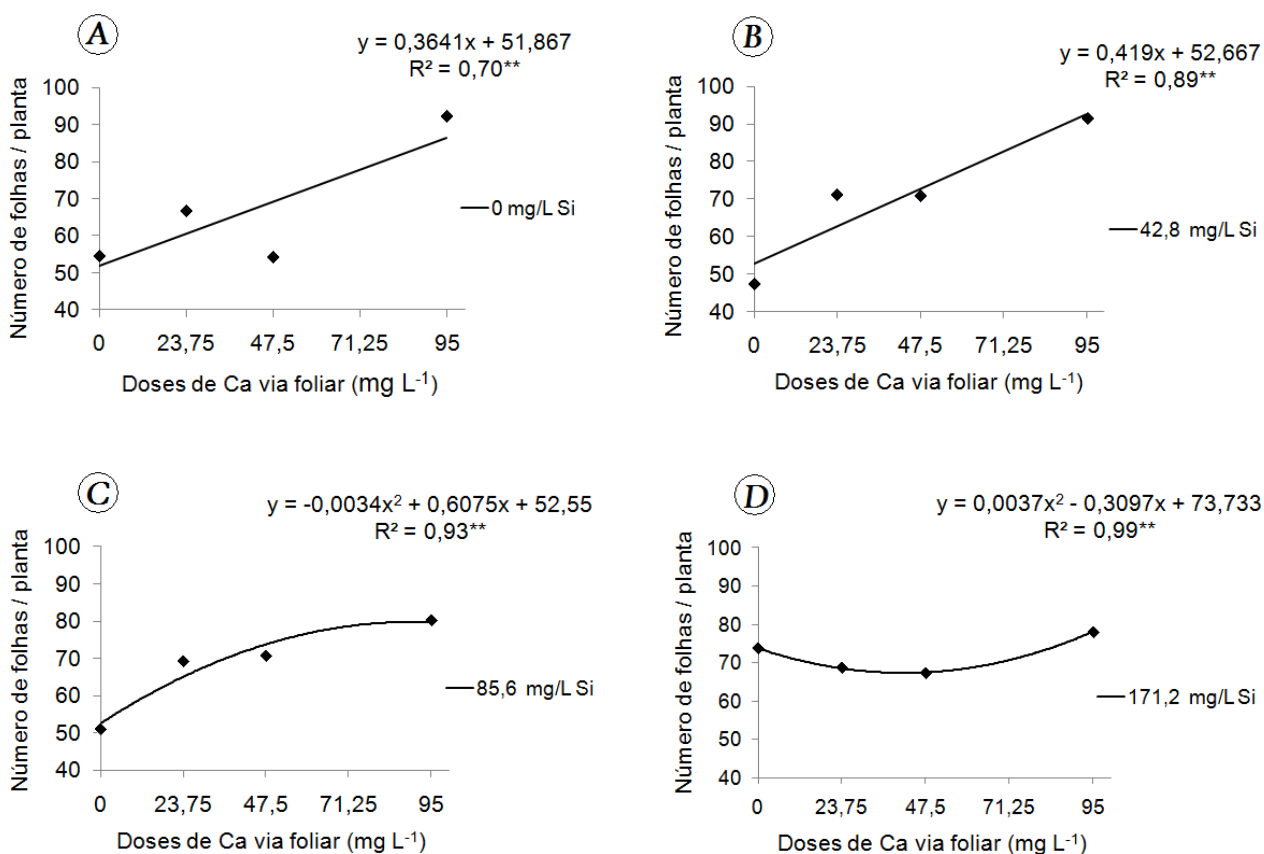 A
y = 0,3641x + 51,867
R² = 0,70**
Número de folhas / planta
100
90
80
70
60
50
40
0 mg/L Si
0 23,75 47,5 71,25 95
Doses de Ca via foliar (mg L-1)
B
y = 0,419x + 52,667
R² = 0,89**
Número de folhas / planta
100
90
80
70
60
50
40
42,8 mg/L Si
0 23,75 47,5 71,25 95
Doses de Ca via foliar (mg L-1)
C
y = -0,0034x² + 0,6075x + 52,55
R² = 0,93**
Número de folhas / planta
100
90
80
70
60
50
40
85,6 mg/L Si
0 23,75 47,5 71,25 95
Doses de Ca via foliar (mg L-1)
D
y = 0,0037x² - 0,3097x + 73,733
R² = 0,99**
Número de folhas / planta
100
90
80
70
60
50
40
171,2 mg/L Si
0 23,75 47,5 71,25 95
Doses de Ca via foliar (mg L-1)